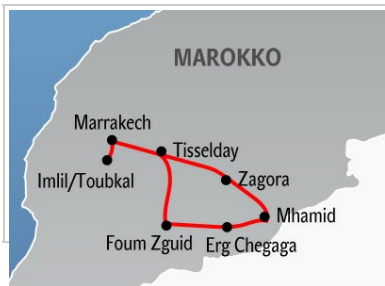 MAROKKO
Marrakech
Tisselday
Imlil/Toubkal
Zagora
Mhamid
Foum Zguid
Erg Chegaga